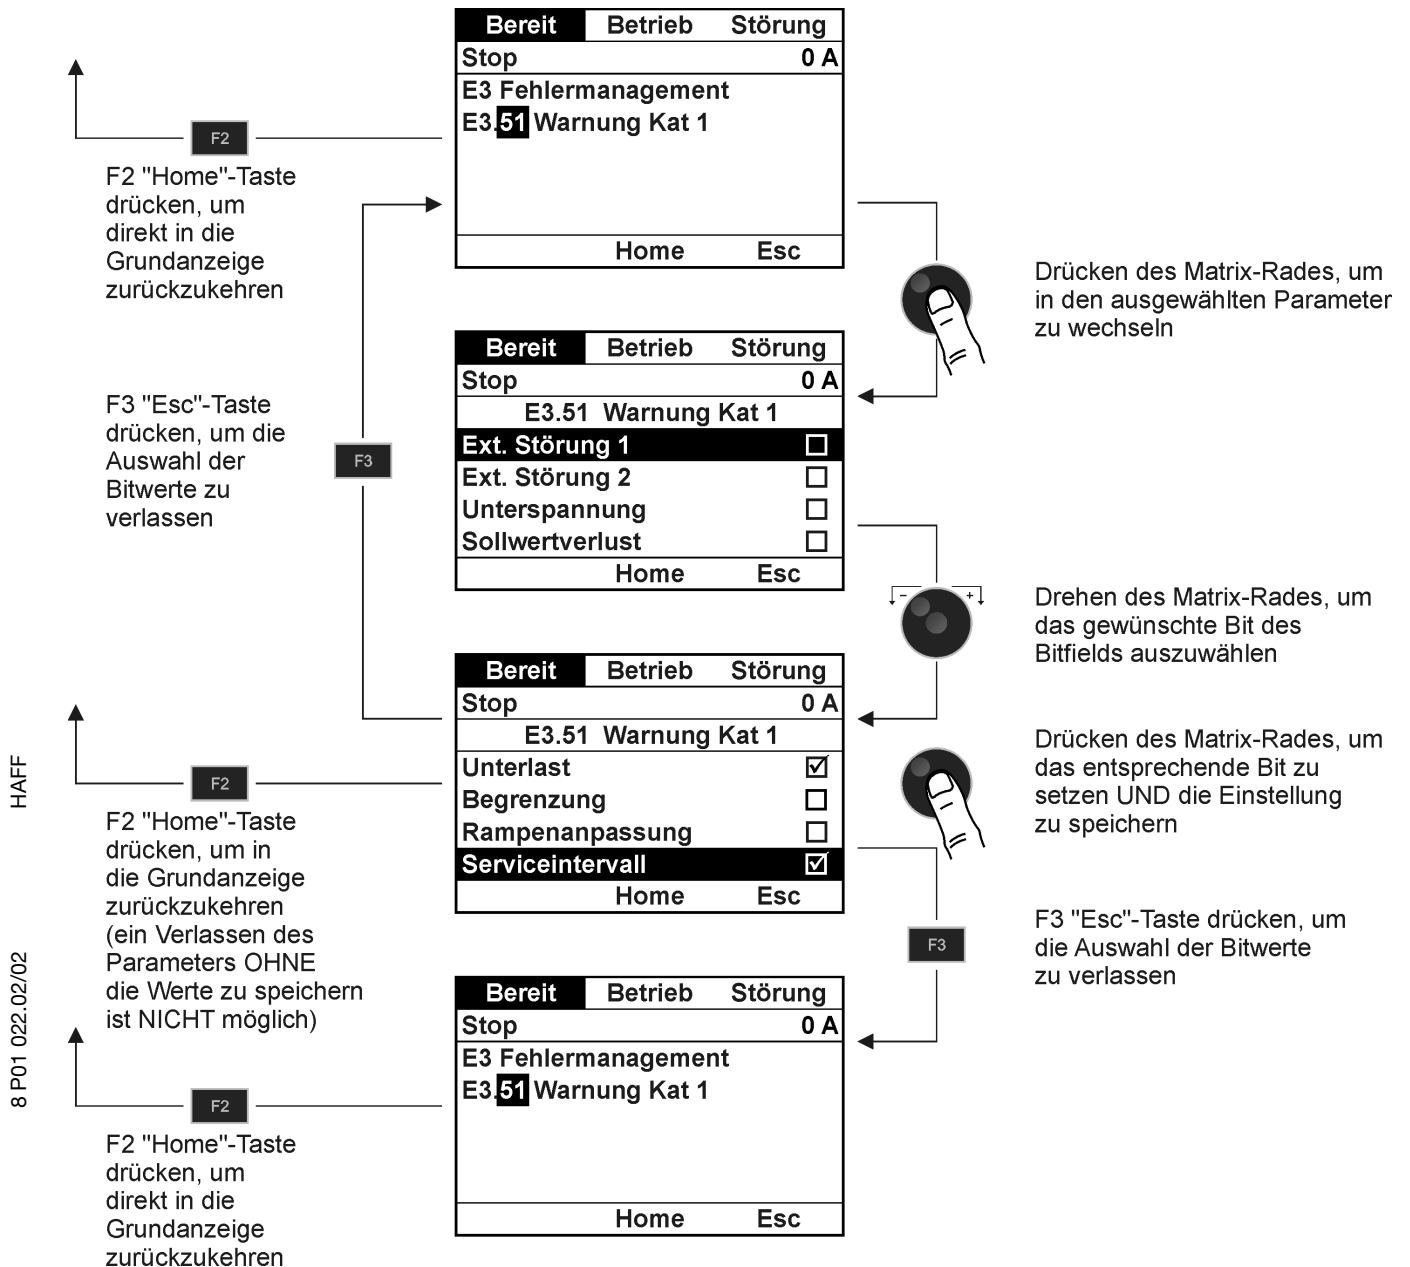 Bereit Betrieb Störung
Stop 0 A
E3 Fehlermanagement
E3.51 Warnung Kat 1
Home Esc
F2
F2 "Home"-Taste
drücken, um
direkt in die
Grundanzeige
zurückzukehren
Drücken des Matrix-Rades, um
in den ausgewählten Parameter
zu wechseln
Bereit Betrieb Störung
Stop 0 A
E3.51 Warnung Kat 1
Ext. Störung 1
Ext. Störung 2
Unterspannung
Sollwertverlust
Home Esc
F3 "Esc"-Taste
drücken, um die
Auswahl der
Bitwerte zu
verlassen
F3
- +
Drehen des Matrix-Rades, um
das gewünschte Bit des
Bitfields auszuwählen
Bereit Betrieb Störung
Stop 0 A
E3.51 Warnung Kat 1
Unterlast
Begrenzung
Rampenanpassung
Serviceintervall
Home Esc
Drücken des Matrix-Rades, um
das entsprechende Bit zu
setzen UND die Einstellung
zu speichern
F2
F2 "Home"-Taste
drücken, um in
die Grundanzeige
zurückzukehren
(ein Verlassen des
Parameters OHNE
die Werte zu speichern
ist NICHT möglich)
F3
F3 "Esc"-Taste drücken, um
die Auswahl der Bitwerte
zu verlassen
Bereit Betrieb Störung
Stop 0 A
E3 Fehlermanagement
E3.51 Warnung Kat 1
Home Esc
F2
F2 "Home"-Taste
drücken, um
direkt in die
Grundanzeige
zurückzukehren
HAFF
8 P01 022.02/02